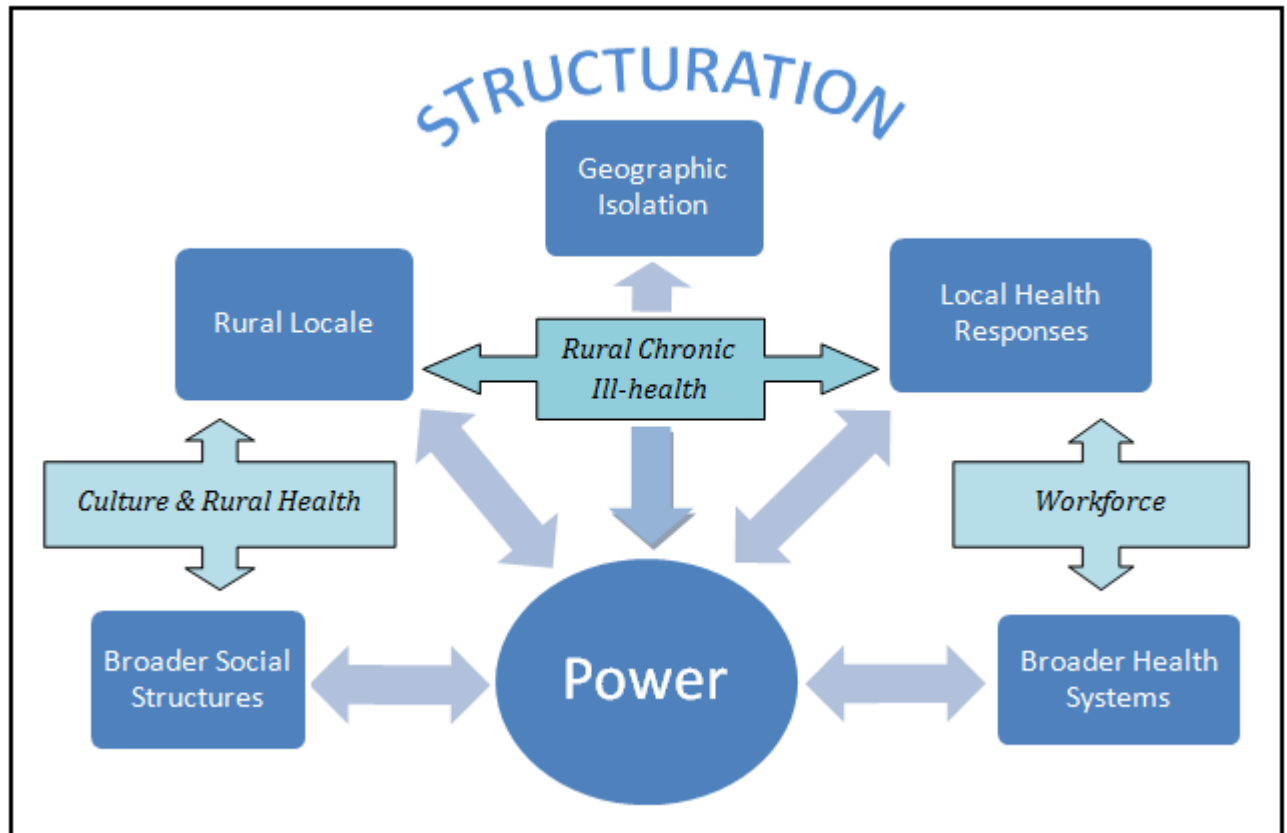 STRUCTURATION
Geographic
Isolation
Rural Locale
Local Health
Responses
Rural Chronic
Ill-health
Culture & Rural Health
Workforce
Broader Social
Structures
Power
Broader Health
Systems